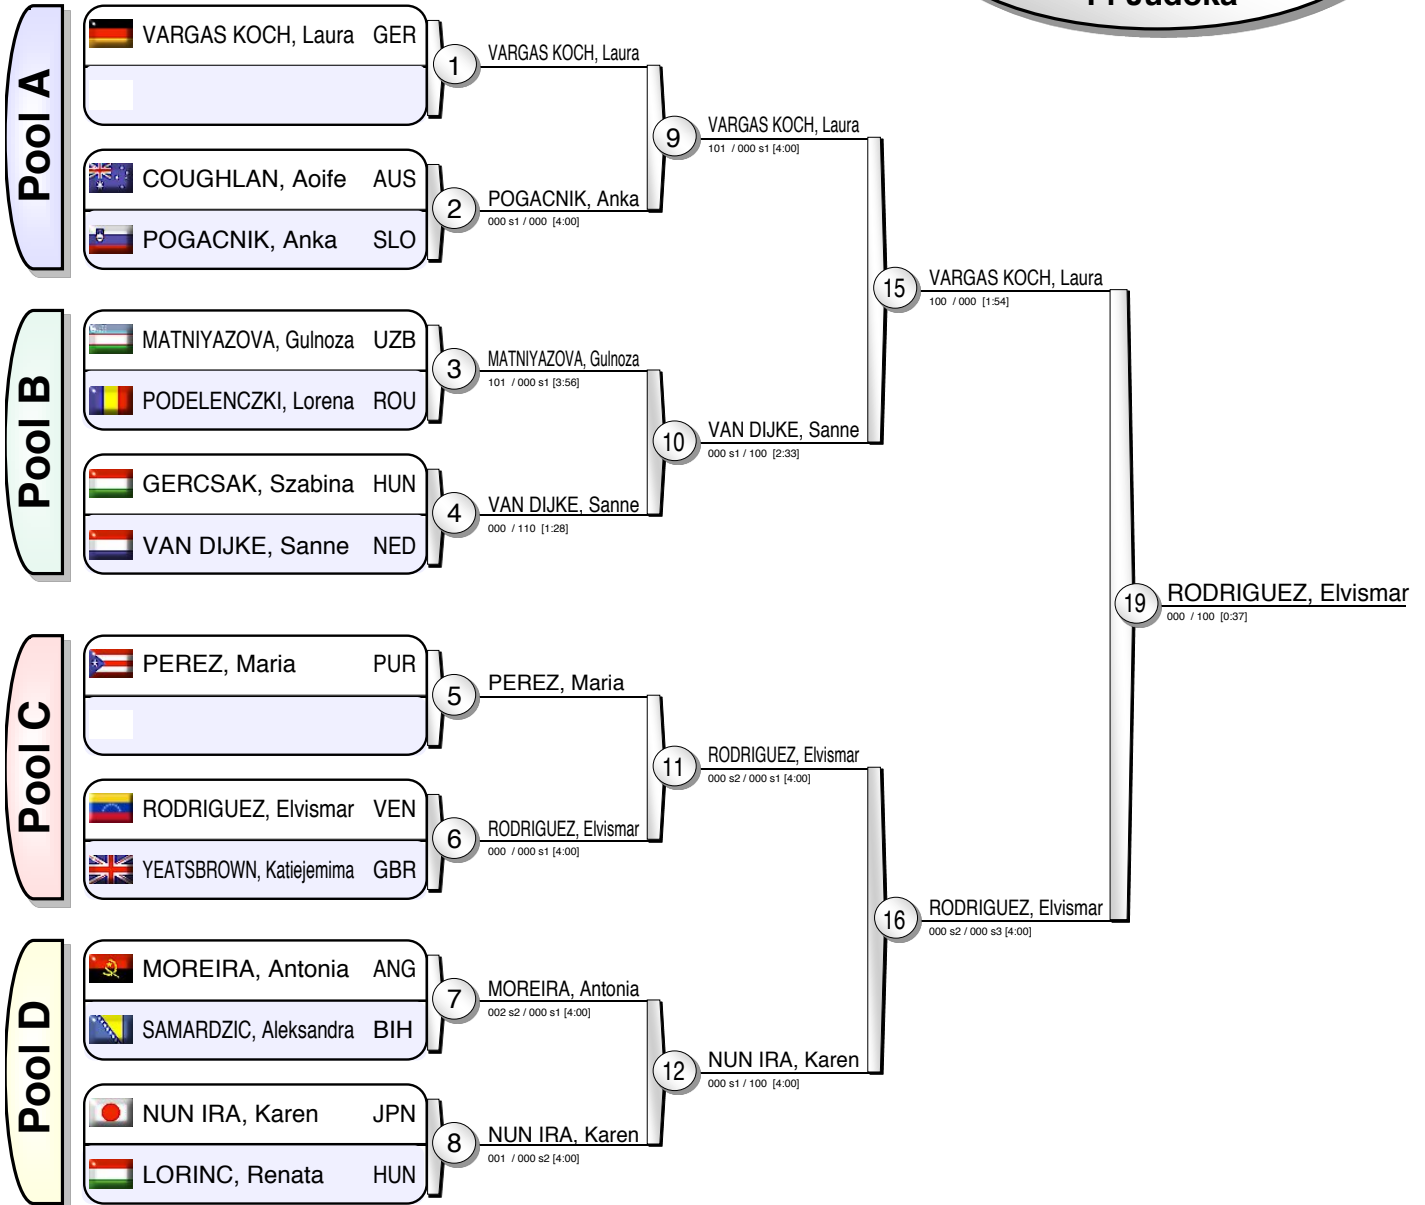 14 Judoka
Pool A
VARGAS KOCH, Laura GER
COUGHLAN, Aoife AUS
POGACNIK, Anka SLO
Pool B
MATNIYAZOVA, Gulnoza UZB
PODELENCZKI, Lorena ROU
GERCSAK, Szabina HUN
VAN DIJKE, Sanne NED
Pool C
PEREZ, Maria PUR
RODRIGUEZ, Elvismar VEN
YEATSBROWN, Katiejemima GBR
Pool D
MOREIRA, Antonia ANG
SAMARDZIC, Aleksandra BIH
NUN IRA, Karen JPN
LORINC, Renata HUN
1 VARGAS KOCH, Laura
2 POGACNIK, Anka
000 s1 / 000 [4:00]
3 MATNIYAZOVA, Gulnoza
101 / 000 s1 [3:56]
4 VAN DIJKE, Sanne
000 / 110 [1:28]
5 PEREZ, Maria
6 RODRIGUEZ, Elvismar
000 / 000 s1 [4:00]
7 MOREIRA, Antonia
002 s2 / 000 s1 [4:00]
8 NUN IRA, Karen
001 / 000 s2 [4:00]
9 VARGAS KOCH, Laura
101 / 000 s1 [4:00]
10 VAN DIJKE, Sanne
000 s1 / 100 [2:33]
11 RODRIGUEZ, Elvismar
000 s2 / 000 s1 [4:00]
12 NUN IRA, Karen
000 s1 / 100 [4:00]
15 VARGAS KOCH, Laura
100 / 000 [1:54]
16 RODRIGUEZ, Elvismar
000 s2 / 000 s3 [4:00]
19 RODRIGUEZ, Elvismar
000 / 100 [0:37]